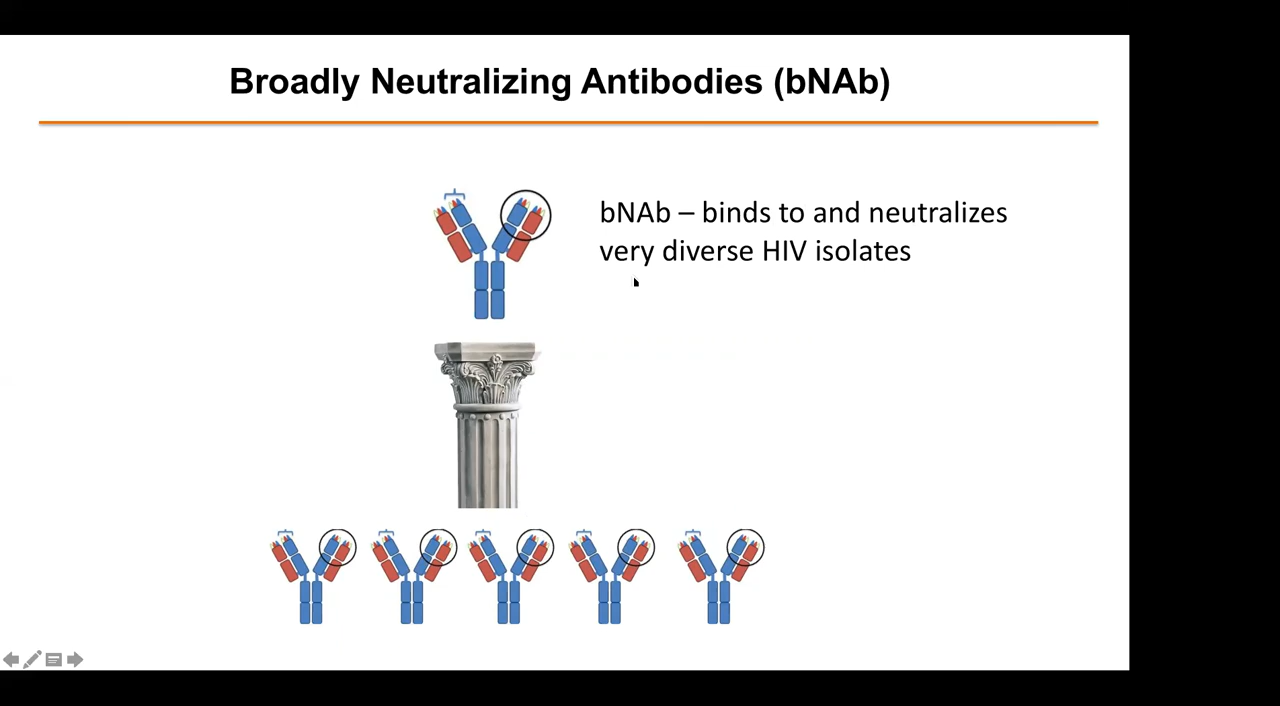 Broadly Neutralizing Antibodies (bNAb)
bNAb – binds to and neutralizes
very diverse HIV isolates